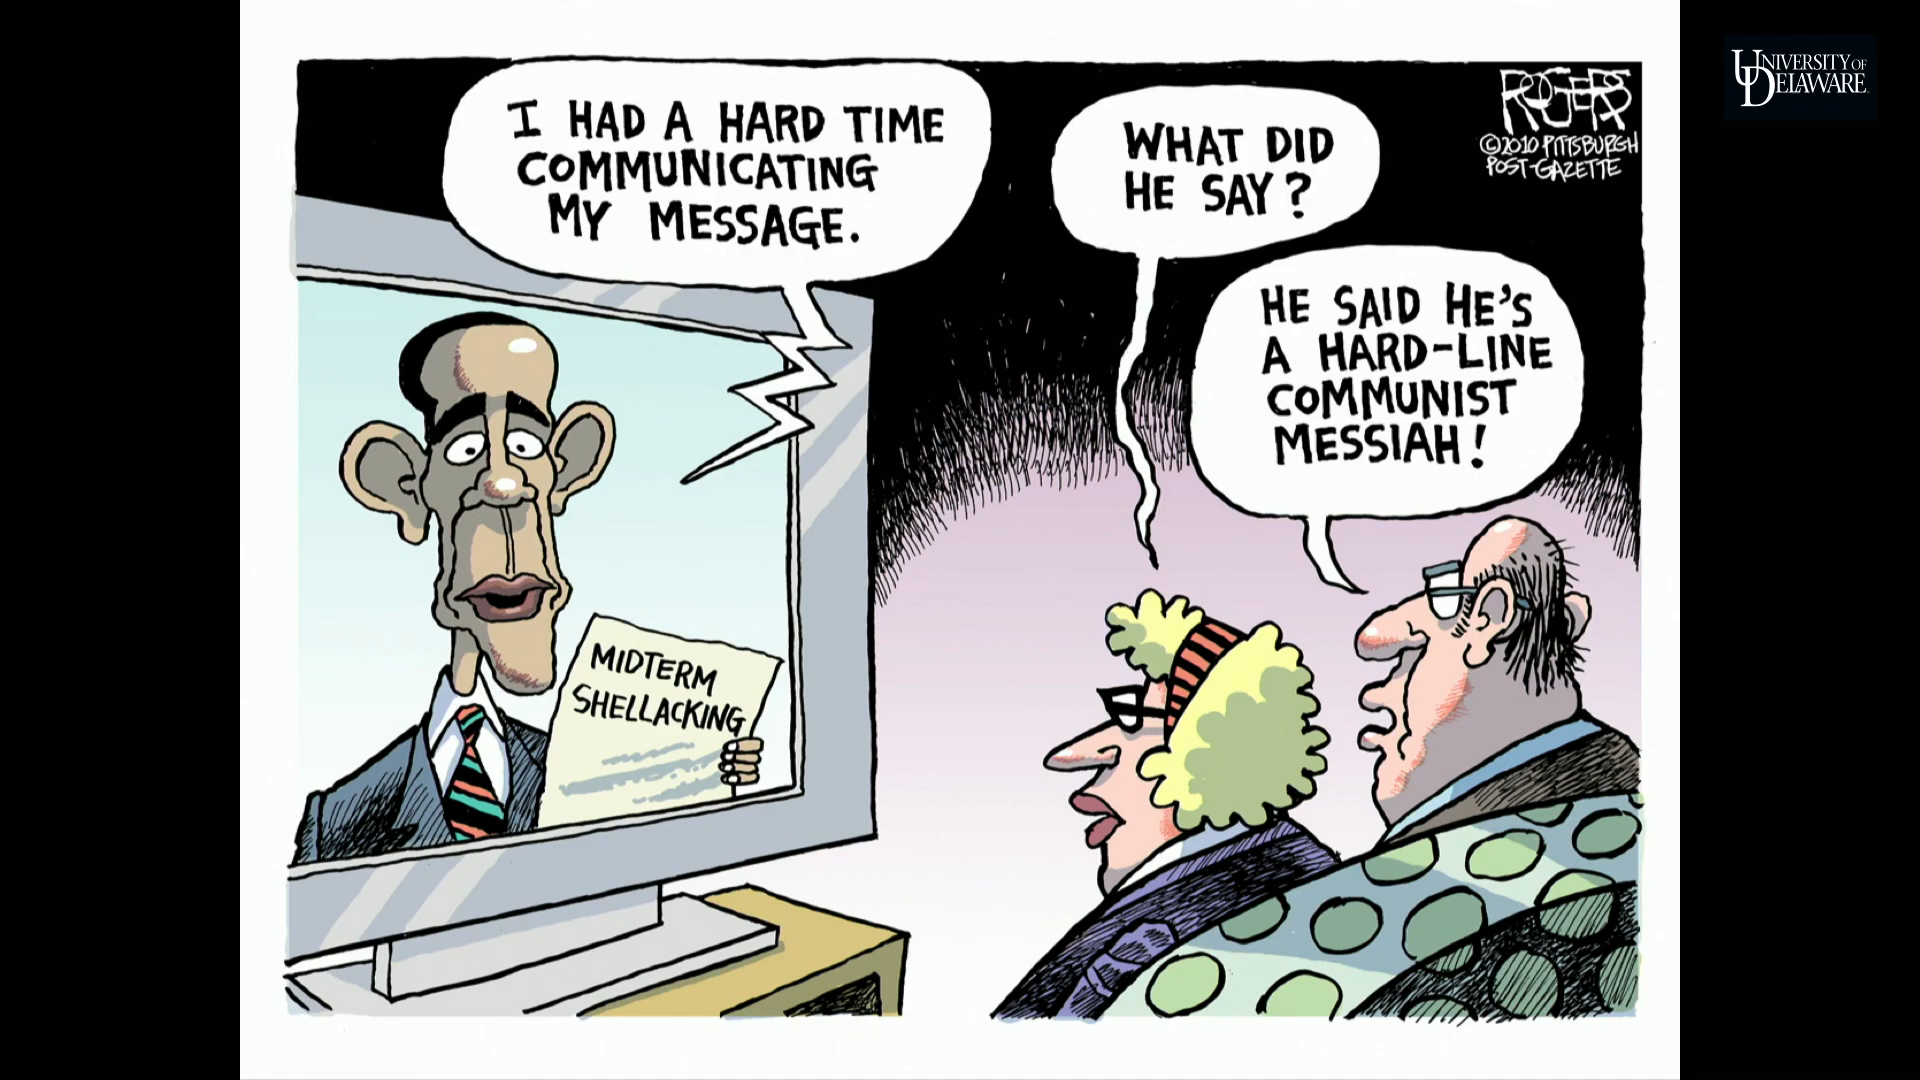 I HAD A HARD TIME
COMMUNICATING
MY MESSAGE.
WHAT DID
HE SAY?
HE SAID HE'S
A HARD-LINE
COMMUNIST
MESSIAH!
MIDTERM
SHELLACKING
ROGERS
©2010 PITTSBURGH
POST-GAZETTE
UNIVERSITY OF
DELAWARE